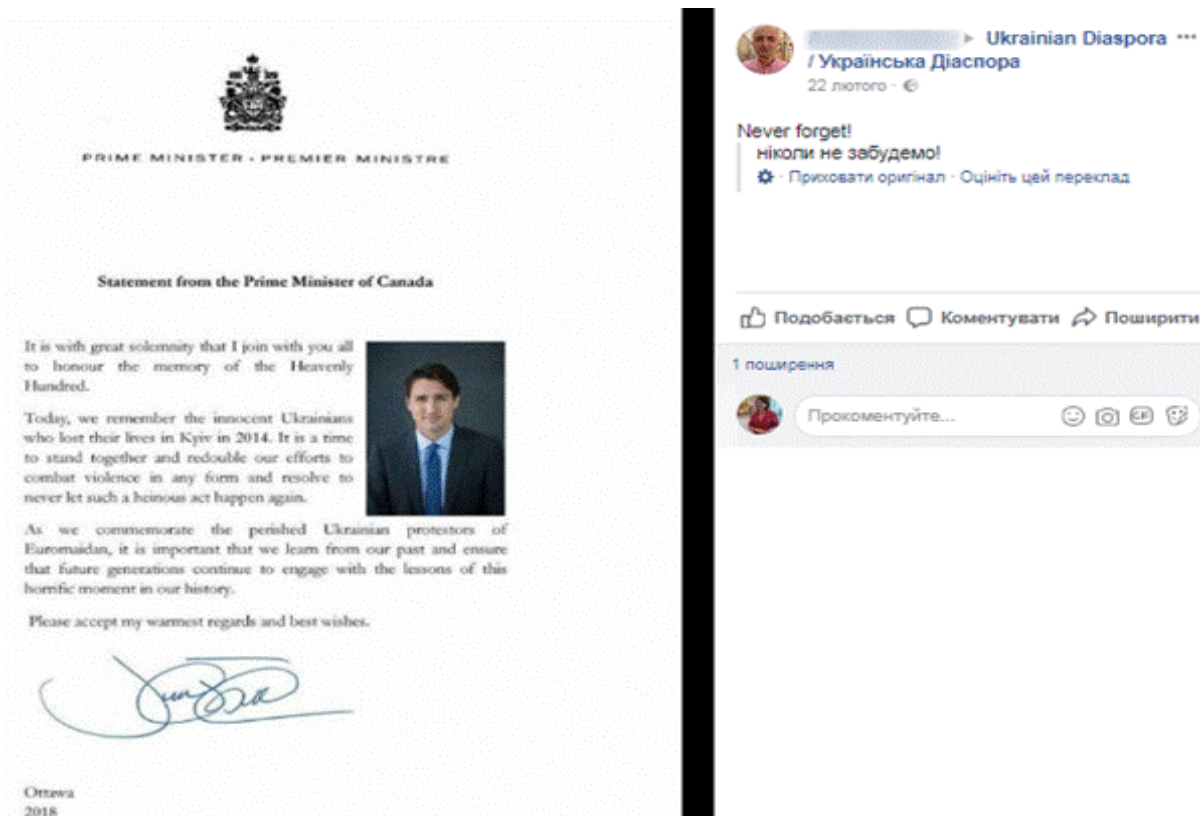 PRIME MINISTER · PREMIER MINISTRE
Statement from the Prime Minister of Canada
It is with great solemnity that I join with you all
to honour the memory of the Heavenly
Hundred.
Today, we remember the innocent Ukrainians
who lost their lives in Kyiv in 2014. It is a time
to stand together and redouble our efforts to
combat violence in any form and resolve to
never let such a heinous act happen again.
As we commemorate the perished Ukrainian protestors of
Euromaidan, it is important that we learn from our past and ensure
that future generations continue to engage with the lessons of this
horrific moment in our history.
Please accept my warmest regards and best wishes.
Ottawa
2018
Ukrainian Diaspora
/ Українська Діаспора
22 лютого
Never forget!
ніколи не забудемо!
· Приховати оригінал · Оцініть цей переклад
Подобається Коментувати Поширити
1 поширення
Прокоментуйте...
GIF